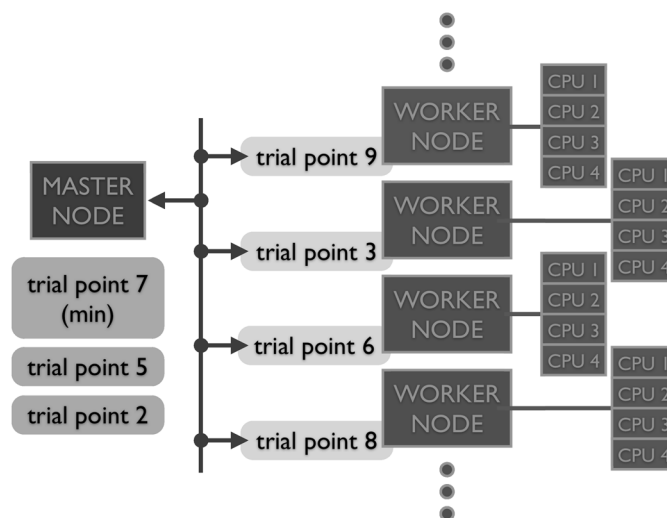 MASTER
NODE
trial point 7
(min)
trial point 5
trial point 2
trial point 9
WORKER
NODE
CPU 1
CPU 2
CPU 3
CPU 4
trial point 3
WORKER
NODE
CPU 1
CPU 2
CPU 3
CPU 4
trial point 6
WORKER
NODE
CPU 1
CPU 2
CPU 3
CPU 4
trial point 8
WORKER
NODE
CPU 1
CPU 2
CPU 3
CPU 4